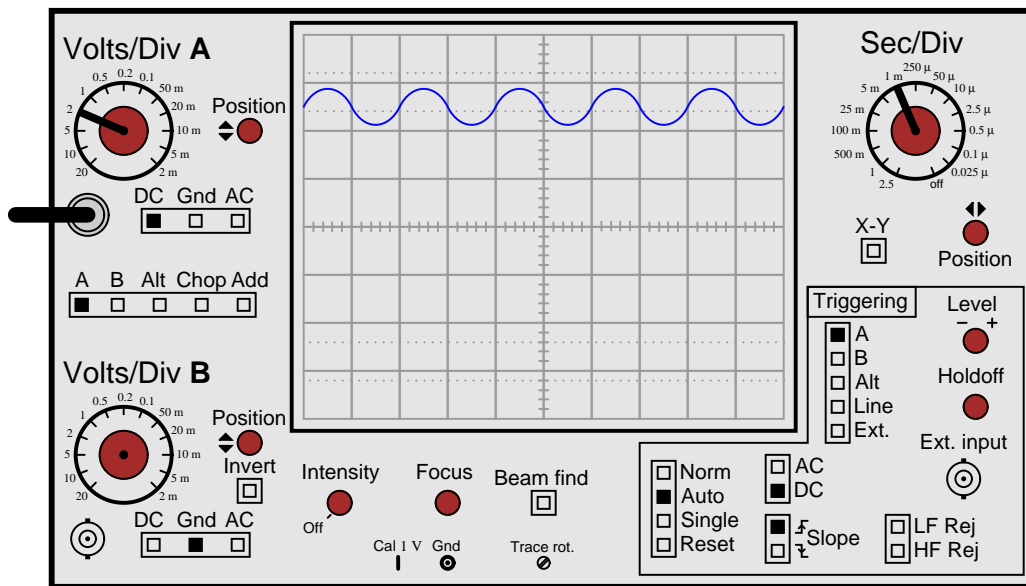 Volts/Div A
0.5 0.2 0.1
1 50 m
2 20 m
5 10 m
10 5 m
20 2 m
Position
DC Gnd AC
A B Alt Chop Add
Volts/Div B
0.5 0.2 0.1
1 50 m
2 20 m
5 10 m
10 5 m
20 2 m
Position
Invert
DC Gnd AC
Intensity
Off
Focus
Beam find
Cal 1 V Gnd
Trace rot.
Sec/Div
250 µ
1 m 50 µ
5 m 10 µ
25 m 2.5 µ
100 m 0.5 µ
500 m 0.1 µ
1 0.025 µ
2.5 off
X-Y
Position
Triggering
A
B
Alt
Line
Ext.
Level
− +
Holdoff
Ext. input
Norm
Auto
Single
Reset
AC
DC
Slope
LF Rej
HF Rej